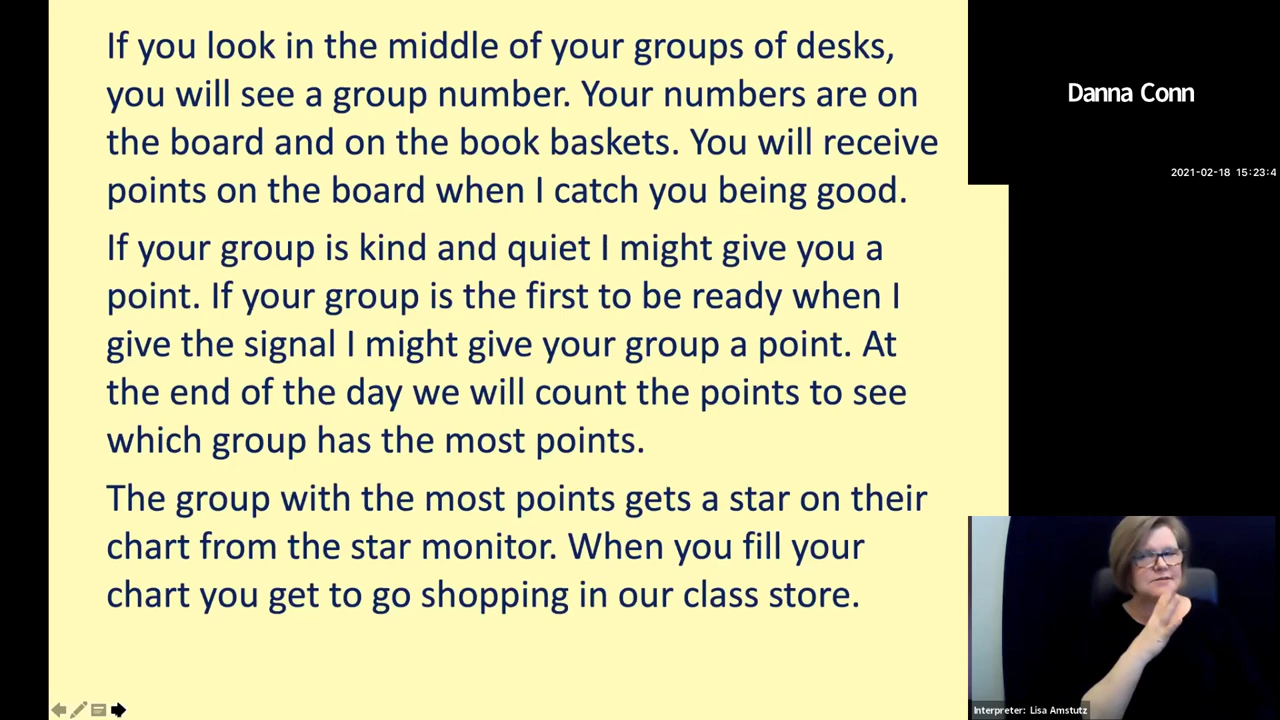 If you look in the middle of your groups of desks,
you will see a group number. Your numbers are on
the board and on the book baskets. You will receive
points on the board when I catch you being good.
If your group is kind and quiet I might give you a
point. If your group is the first to be ready when I
give the signal I might give your group a point. At
the end of the day we will count the points to see
which group has the most points.
The group with the most points gets a star on their
chart from the star monitor. When you fill your
chart you get to go shopping in our class store.
Danna Conn
2021-02-18 15:23:4
Interpreter: Lisa Amstutz